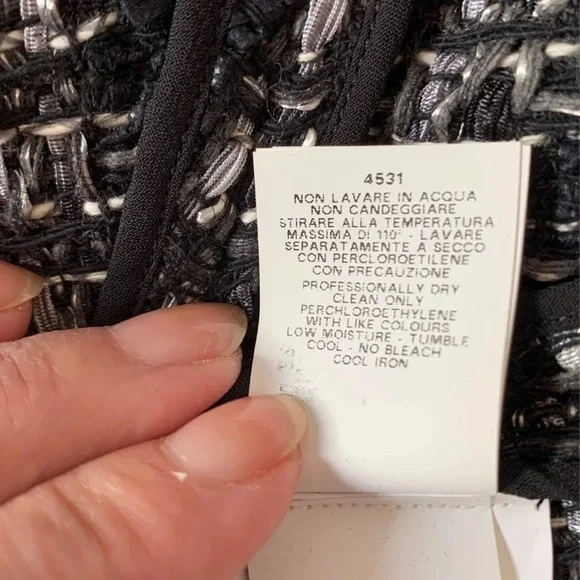 4531
NON LAVARE IN ACQUA
NON CANDEGGIARE
STIRARE ALLA TEMPERATURA
MASSIMA DI 110° - LAVARE
SEPARATAMENTE A SECCO
CON PERCLOROETILENE
CON PRECAUZIONE
PROFESSIONALLY DRY
CLEAN ONLY
PERCHLOROETHYLENE
WITH LIKE COLOURS
LOW MOISTURE - TUMBLE
COOL - NO BLEACH
COOL IRON